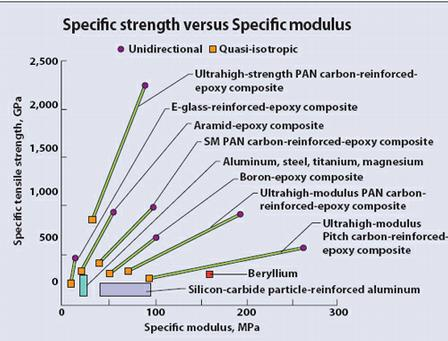 Specific strength versus Specific modulus
Unidirectional Quasi-isotropic
2,500
2,000
1,500
1,000
500
0
Specific tensile strength, GPa
Ultrahigh-strength PAN carbon-reinforced-
epoxy composite
E-glass-reinforced-epoxy composite
Aramid-epoxy composite
SM PAN carbon-reinforced-epoxy composite
Aluminum, steel, titanium, magnesium
Boron-epoxy composite
Ultrahigh-modulus PAN carbon-
reinforced-epoxy composite
Ultrahigh-modulus
Pitch carbon-reinforced-
epoxy composite
Beryllium
Silicon-carbide particle-reinforced aluminum
0 100 200 300
Specific modulus, MPa